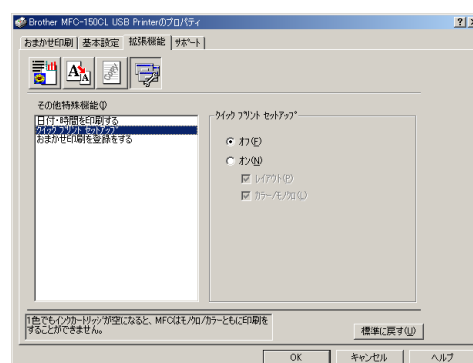 Brother MFC-150CL USB Printerのプロパティ
おまかせ印刷 基本設定 拡張機能 サポート
その他特殊機能(I)
日付・時間を印刷する
クイック プリント セットアップ
おまかせ印刷を登録をする
クイック プリント セットアップ
オフ(F)
オン(N)
レイアウト(P)
カラー/モノクロ(L)
1色でもインクカートリッジが空になると、MFCはモノクロ/カラーともに印刷を
することができません。
標準に戻す(U)
OK キャンセル ヘルプ